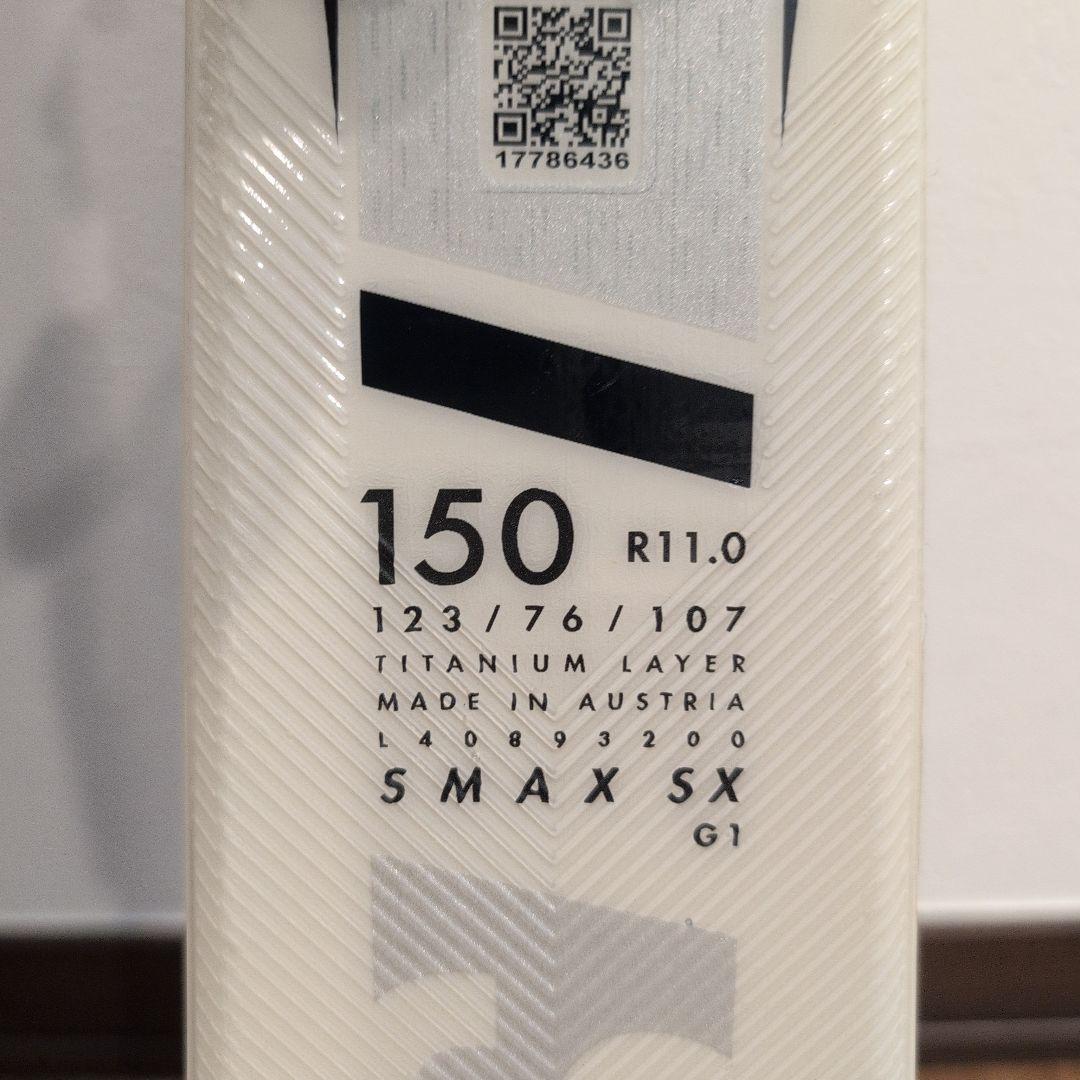 17786436
150 R11.0
123/76/107
TITANIUM LAYER
MADE IN AUSTRIA
L40893200
SMAX SX
G1